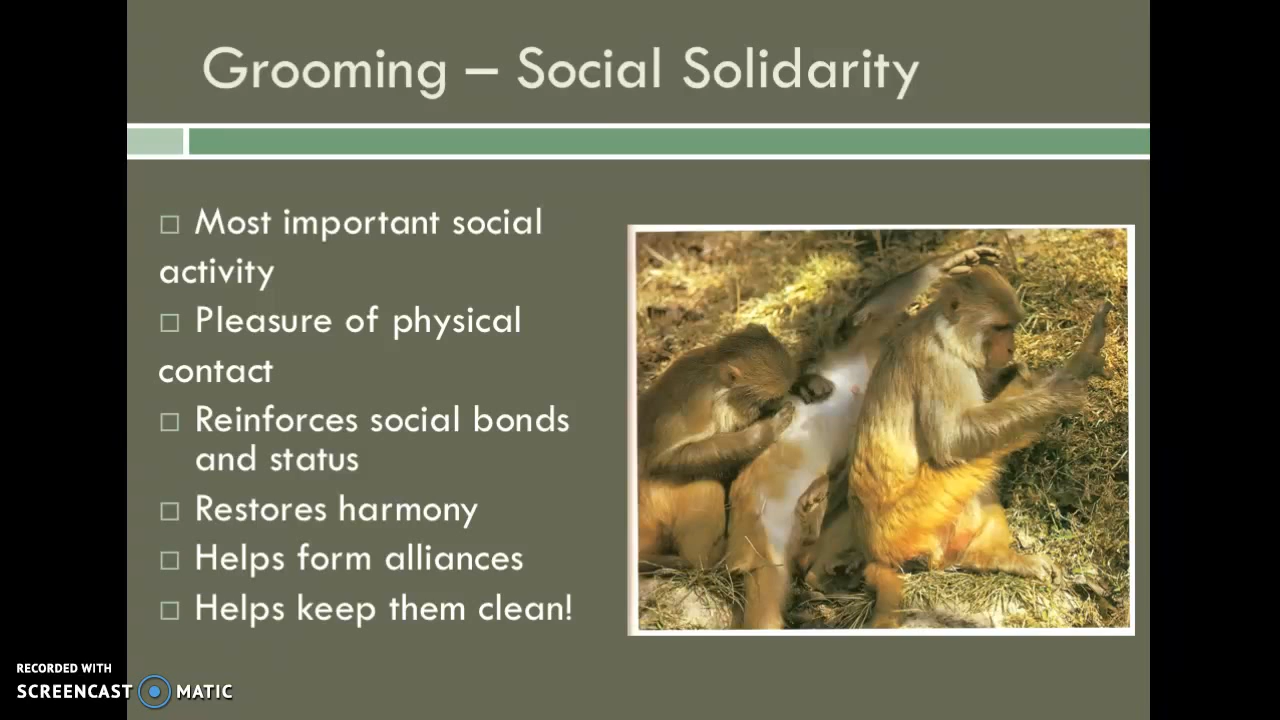 Grooming – Social Solidarity
Most important social
activity
Pleasure of physical
contact
Reinforces social bonds
and status
Restores harmony
Helps form alliances
Helps keep them clean!
RECORDED WITH
SCREENCAST MATIC